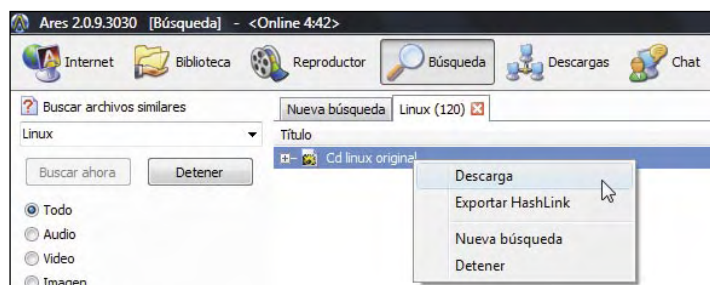 Ares 2.0.9.3030 [Búsqueda] - <Online 4:42>
Internet Biblioteca Reproductor Búsqueda Descargas Chat
Buscar archivos similares
Nueva búsqueda Linux (120)
Linux
Título
Cd linux original
Buscar ahora Detener
Descarga
Exportar HashLink
Todo
Audio
Nueva búsqueda
Video
Detener
Imagen